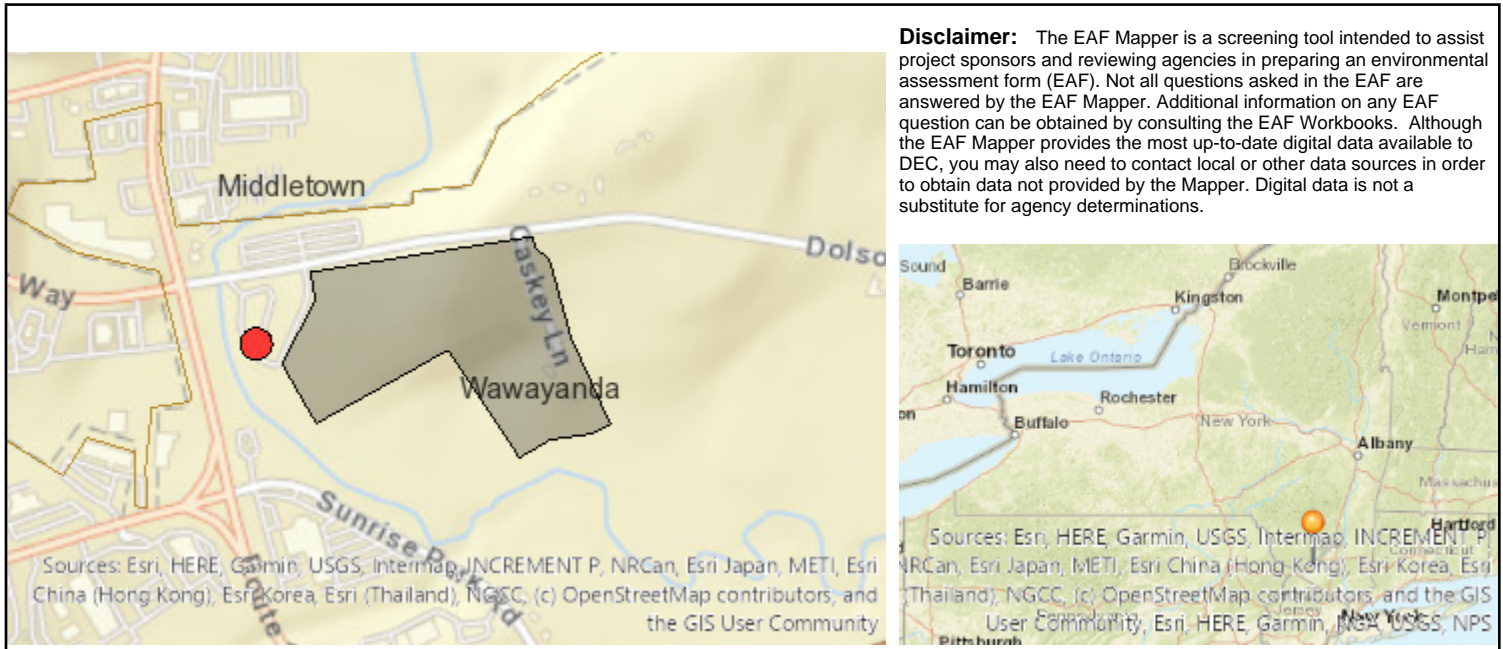 Disclaimer: The EAF Mapper is a screening tool intended to assist
project sponsors and reviewing agencies in preparing an environmental
assessment form (EAF). Not all questions asked in the EAF are
answered by the EAF Mapper. Additional information on any EAF
question can be obtained by consulting the EAF Workbooks. Although
the EAF Mapper provides the most up-to-date digital data available to
DEC, you may also need to contact local or other data sources in order
to obtain data not provided by the Mapper. Digital data is not a
substitute for agency determinations.
Middletown
Way
Caskey Ln
Dolso
Wawayanda
Sunrise Park Rd
Route
Sources: Esri, HERE, Garmin, USGS, Intermap, INCREMENT P, NRCan, Esri Japan, METI, Esri
China (Hong Kong), Esri Korea, Esri (Thailand), NGCC, (c) OpenStreetMap contributors, and
the GIS User Community
Sound
Barrie
Brockville
Kingston
Montpe
Vermont
N
Ham
Toronto
Lake Ontario
Hamilton
on
Rochester
Buffalo
New York
Albany
Massachus
Hartford
Connecticut
Sources: Esri, HERE, Garmin, USGS, Intermap, INCREMENT P,
NRCan, Esri Japan, METI, Esri China (Hong Kong), Esri Korea, Esri
(Thailand), NGCC, (c) OpenStreetMap contributors, and the GIS
User Community, Esri, HERE, Garmin, NGA, USGS, NPS
Pennsylvania
Jersey
New York
Pittsburgh